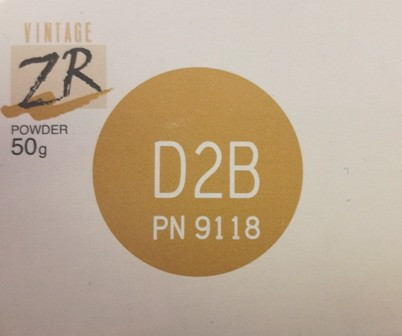 VINTAGE
ZR
POWDER
50g
D2B
PN 9118